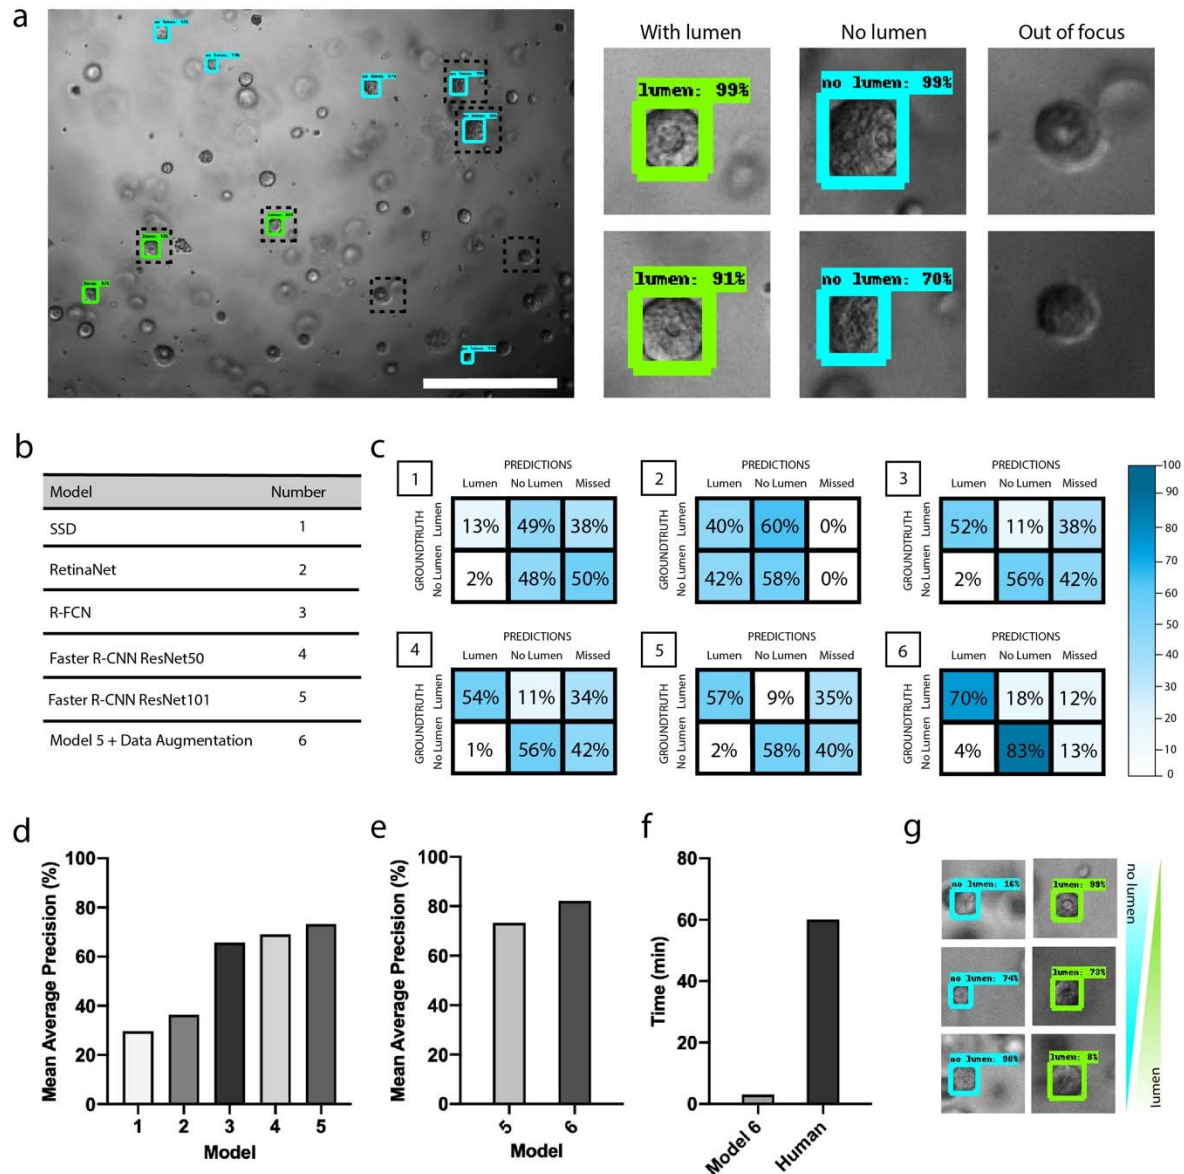 a
With lumen
No lumen
Out of focus
lumen: 99%
no lumen: 99%
lumen: 91%
no lumen: 70%
b
Model Number
SSD 1
RetinaNet 2
R-FCN 3
Faster R-CNN ResNet50 4
Faster R-CNN ResNet101 5
Model 5 + Data Augmentation 6
c
1
PREDICTIONS
Lumen No Lumen Missed
GROUNDTRUTH
Lumen
No Lumen
13% 49% 38%
2% 48% 50%
2
PREDICTIONS
Lumen No Lumen Missed
GROUNDTRUTH
Lumen
No Lumen
40% 60% 0%
42% 58% 0%
3
PREDICTIONS
Lumen No Lumen Missed
GROUNDTRUTH
Lumen
No Lumen
52% 11% 38%
2% 56% 42%
4
PREDICTIONS
Lumen No Lumen Missed
GROUNDTRUTH
Lumen
No Lumen
54% 11% 34%
1% 56% 42%
5
PREDICTIONS
Lumen No Lumen Missed
GROUNDTRUTH
Lumen
No Lumen
57% 9% 35%
2% 58% 40%
6
PREDICTIONS
Lumen No Lumen Missed
GROUNDTRUTH
Lumen
No Lumen
70% 18% 12%
4% 83% 13%
100
90
80
70
60
50
40
30
20
10
0
d
Mean Average Precision (%)
100
80
60
40
20
0
1 2 3 4 5
Model
e
Mean Average Precision (%)
100
80
60
40
20
0
5 6
Model
f
Time (min)
80
60
40
20
0
Model 6
Human
g
no lumen: 16%
lumen: 99%
no lumen: 74%
lumen: 73%
no lumen: 98%
lumen: 8%
no lumen
lumen